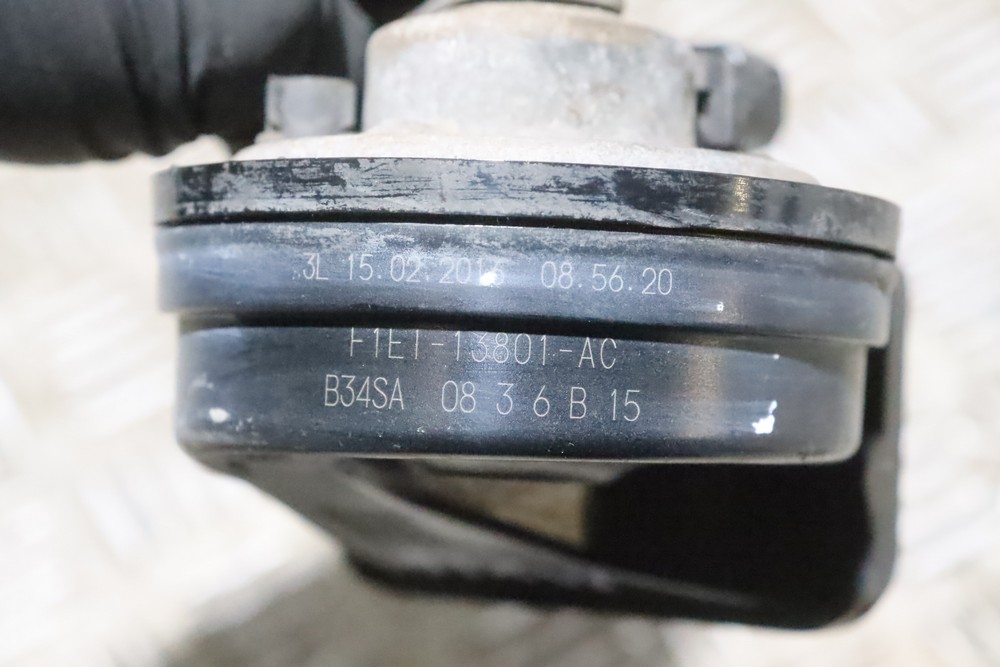 3L 15.02.2016 08.56.20
F1ET-13801-AC
B34SA 08 3 6 B 15